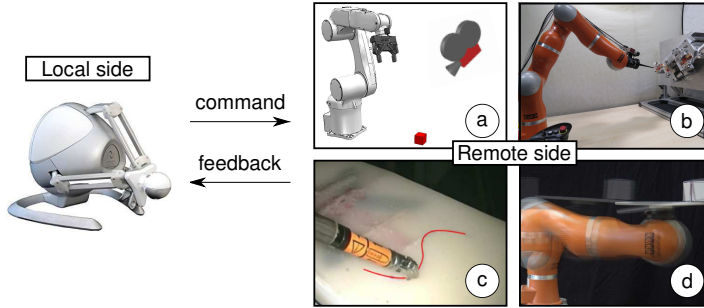 Local side
command
feedback
a
b
Remote side
c
d